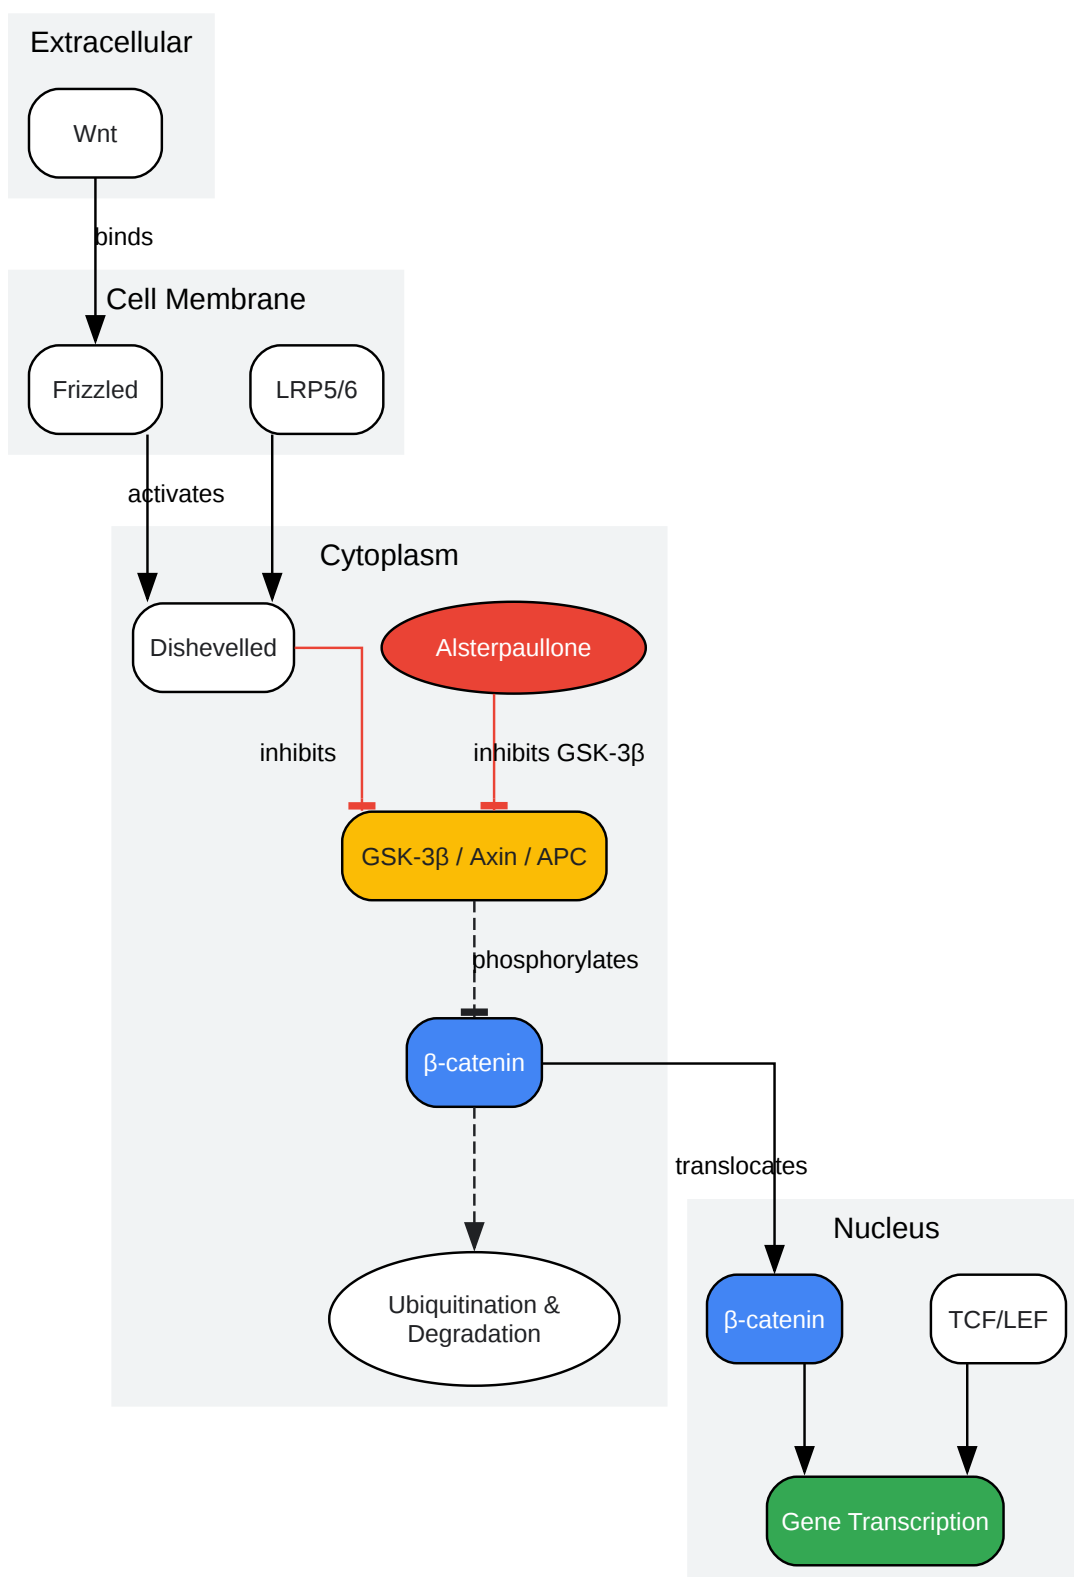 Extracellular
Wnt
binds
Cell Membrane
Frizzled
LRP5/6
activates
Cytoplasm
Dishevelled
Alsterpaullone
inhibits
inhibits GSK-3β
GSK-3β / Axin / APC
phosphorylates
β-catenin
translocates
Nucleus
Ubiquitination &
Degradation
β-catenin
TCF/LEF
Gene Transcription